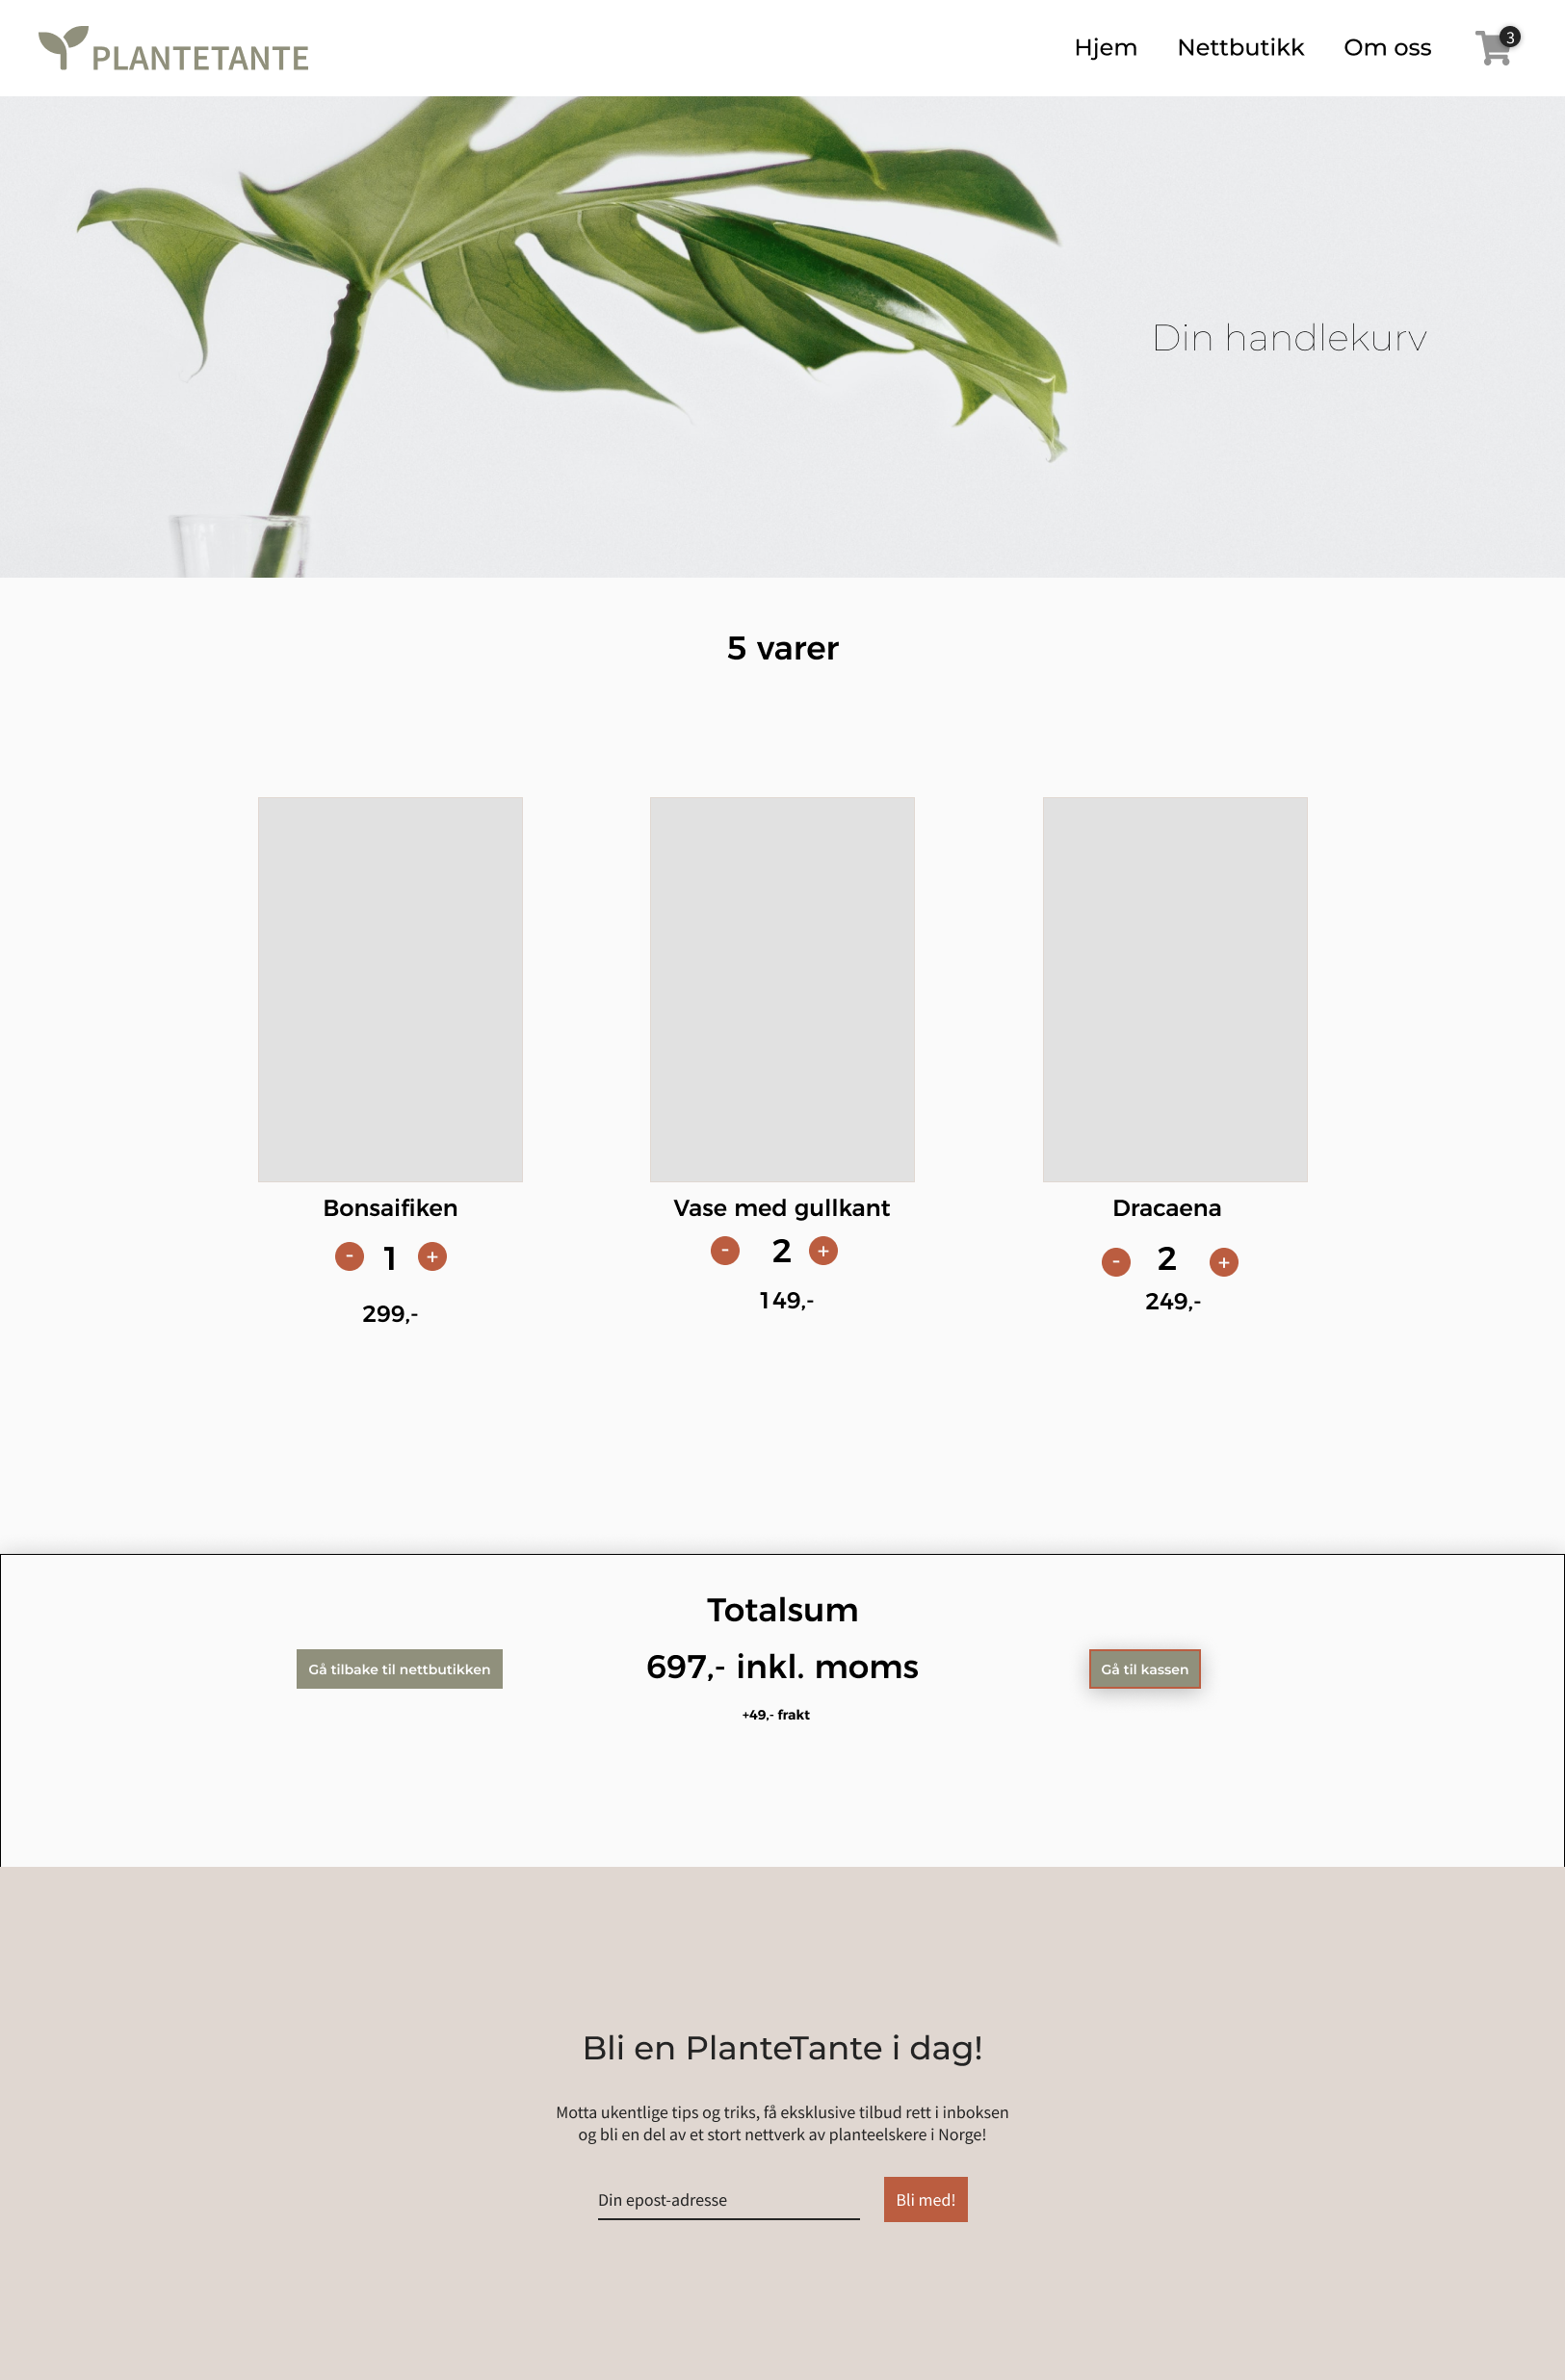 PLANTETANTE
Hjem Nettbutikk Om oss 3
Din handlekurv
5 varer
Bonsaifiken
- 1 +
299,-
Vase med gullkant
- 2 +
149,-
Dracaena
- 2 +
249,-
Totalsum
Gå tilbake til nettbutikken
697,- inkl. moms
Gå til kassen
+49,- frakt
Bli en PlanteTante i dag!
Motta ukentlige tips og triks, få eksklusive tilbud rett i inboksen
og bli en del av et stort nettverk av planteelskere i Norge!
Din epost-adresse
Bli med!